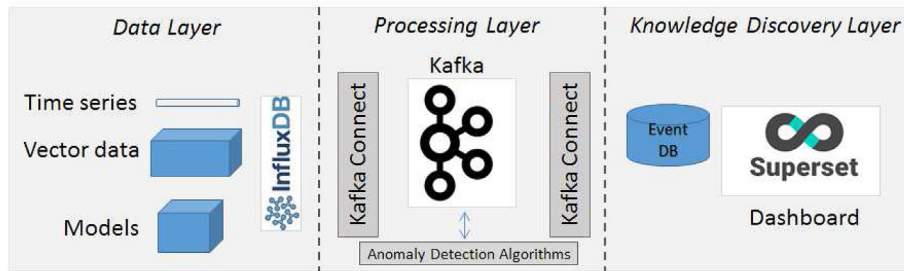 Data Layer
Time series
Vector data
Models
InfluxDB
Processing Layer
Kafka
Kafka Connect
Kafka Connect
Anomaly Detection Algorithms
Knowledge Discovery Layer
Event
DB
Superset
Dashboard